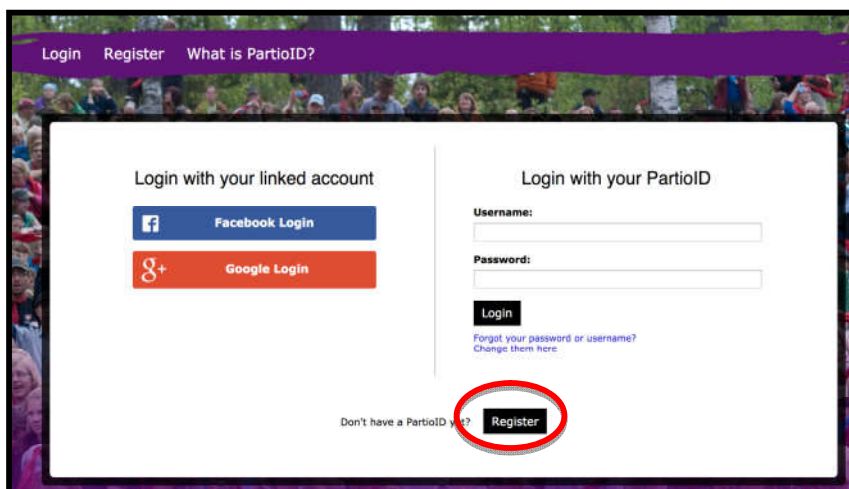 Login Register What is PartioID?
Login with your linked account
Facebook Login
g+ Google Login
Login with your PartioID
Username:
Password:
Login
Forgot your password or username?
Change them here
Don't have a PartioID yet? Register